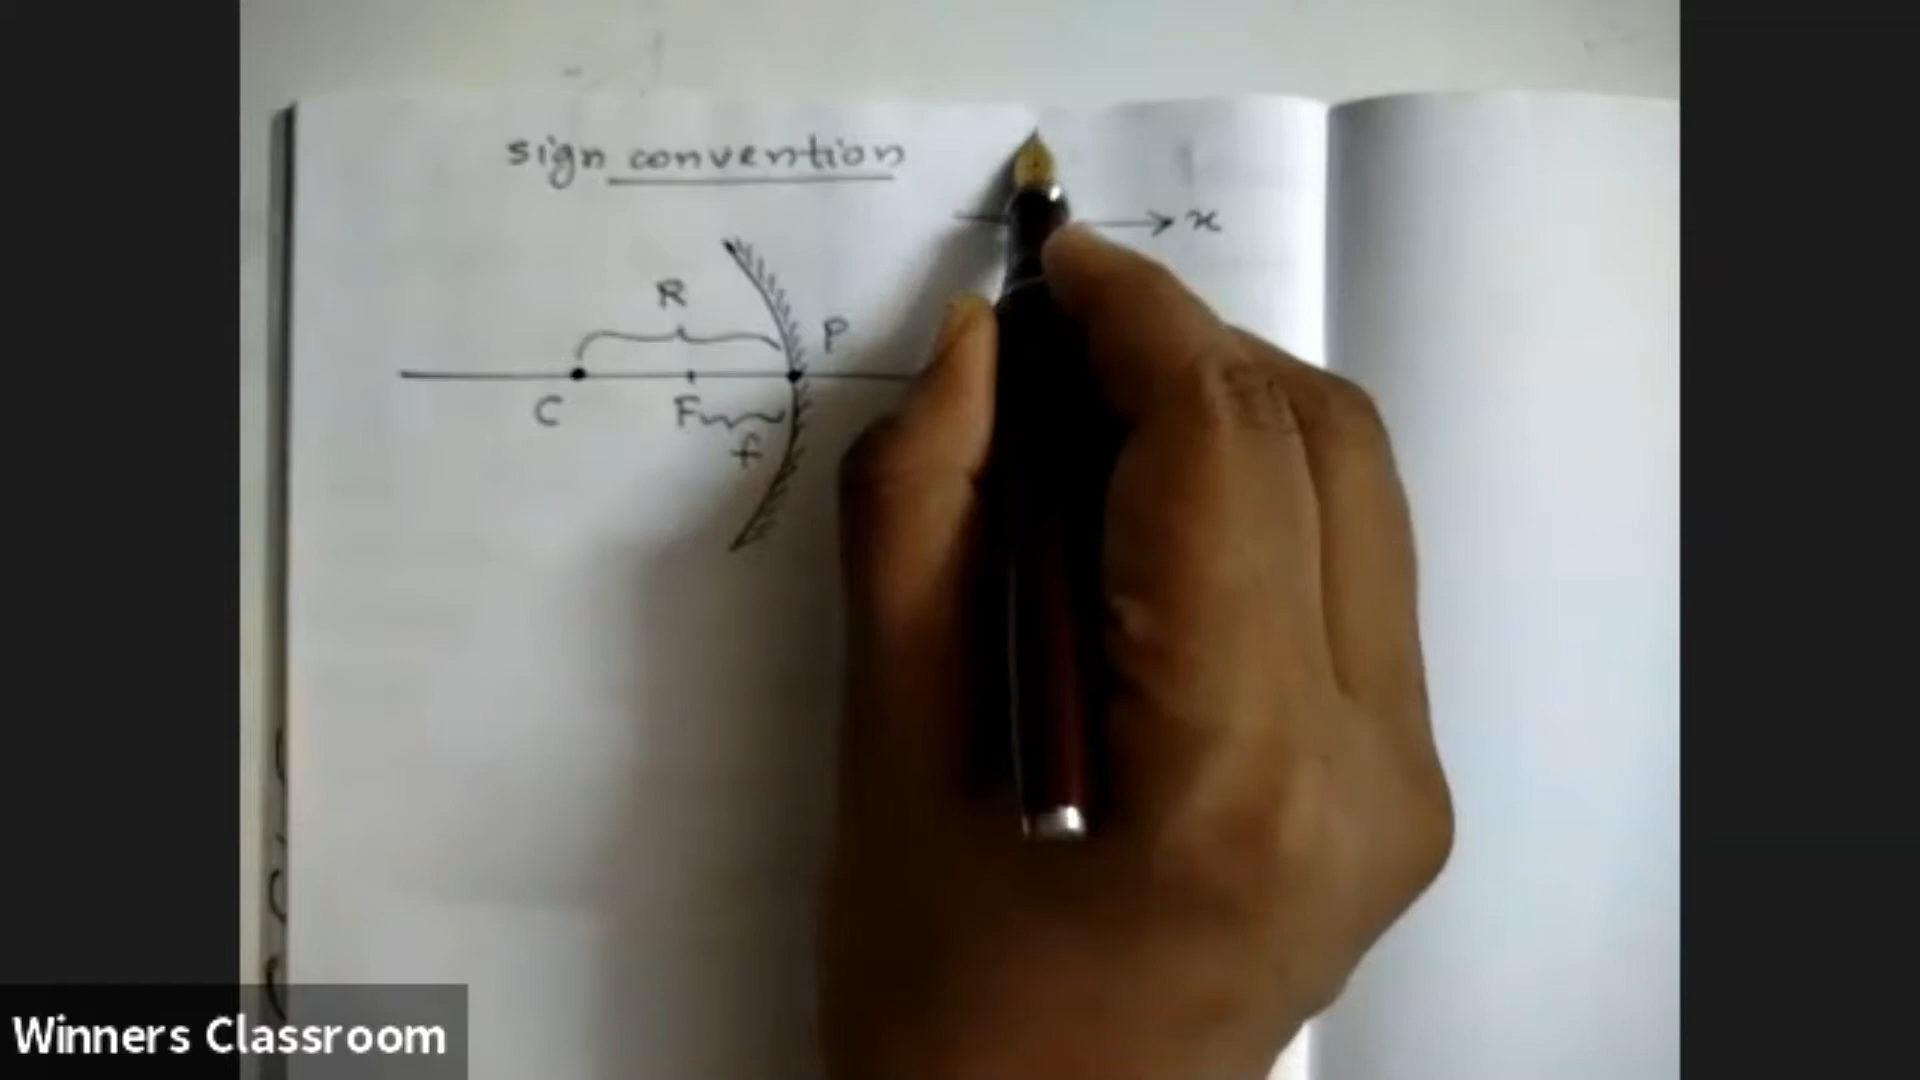 sign convention
x
R
P
C
F
f
Winners Classroom